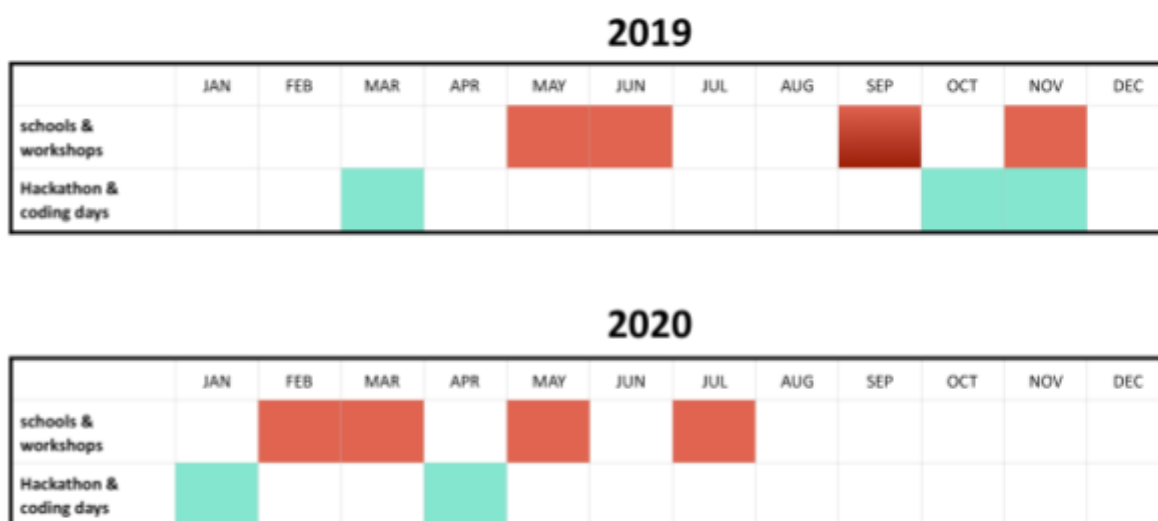 2019
JAN FEB MAR APR MAY JUN JUL AUG SEP OCT NOV DEC
schools &
workshops
Hackathon &
coding days
2020
JAN FEB MAR APR MAY JUN JUL AUG SEP OCT NOV DEC
schools &
workshops
Hackathon &
coding days